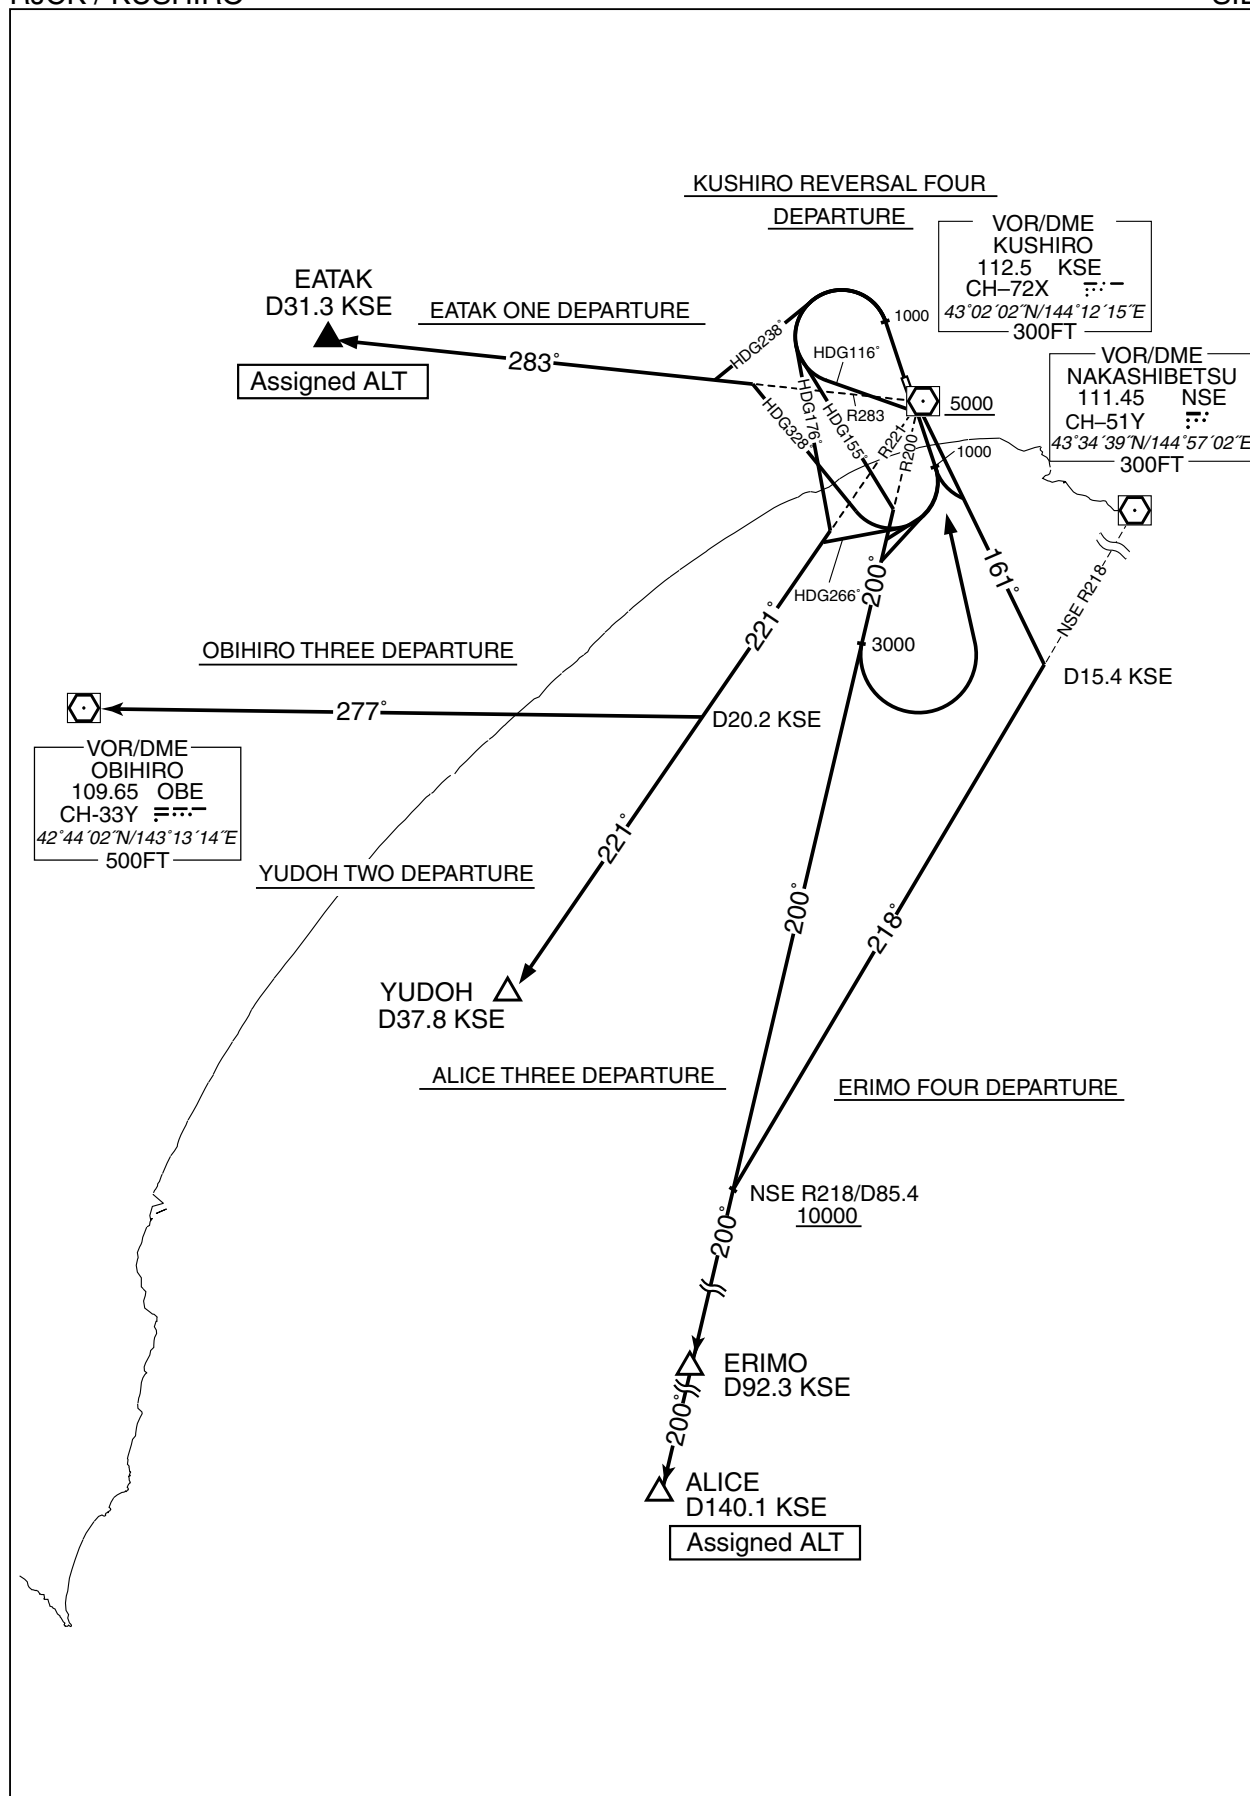 KUSHIRO REVERSAL FOUR
DEPARTURE
VOR/DME
KUSHIRO
112.5 KSE
CH–72X
43°02´02˝N/144°12´15˝E
300FT
EATAK
D31.3 KSE
EATAK ONE DEPARTURE
Assigned ALT
283°
HDG238°
1000
HDG116°
5000
R283
HDG176°
HDG155°
HDG328°
R221
R200
1000
VOR/DME
NAKASHIBETSU
111.45 NSE
CH–51Y
43°34´39˝N/144°57´02˝E
300FT
161°
NSE R218
HDG266°
200°
221°
OBIHIRO THREE DEPARTURE
3000
D15.4 KSE
277°
D20.2 KSE
VOR/DME
OBIHIRO
109.65 OBE
CH-33Y
42°44´02˝N/143°13´14˝E
500FT
221°
YUDOH TWO DEPARTURE
200°
218°
YUDOH
D37.8 KSE
ALICE THREE DEPARTURE
ERIMO FOUR DEPARTURE
NSE R218/D85.4
10000
200°
ERIMO
D92.3 KSE
200°
ALICE
D140.1 KSE
Assigned ALT